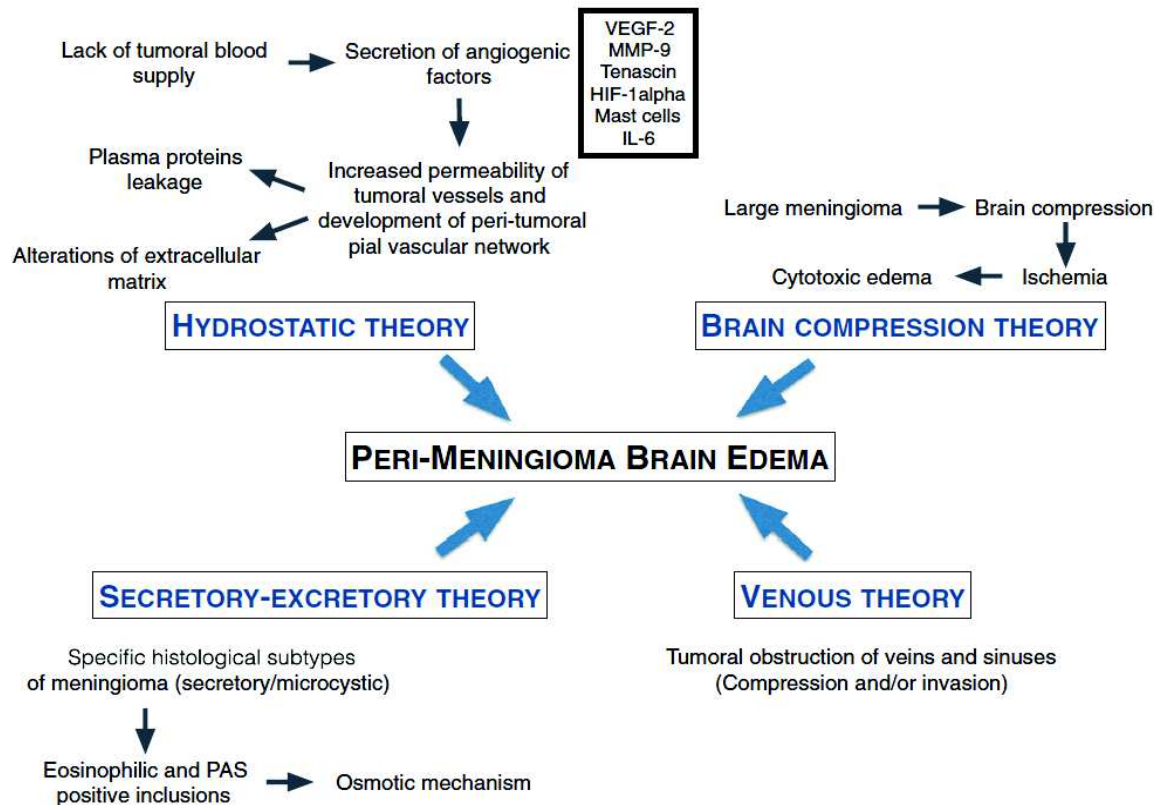 Lack of tumoral blood
supply
Secretion of angiogenic
factors
VEGF-2
MMP-9
Tenascin
HIF-1alpha
Mast cells
IL-6
Plasma proteins
leakage
Increased permeability of
tumoral vessels and
development of peri-tumoral
pial vascular network
Alterations of extracellular
matrix
Large meningioma
Brain compression
Cytotoxic edema
Ischemia
HYDROSTATIC THEORY
BRAIN COMPRESSION THEORY
PERI-MENINGIOMA BRAIN EDEMA
SECRETORY-EXCRETORY THEORY
VENOUS THEORY
Specific histological subtypes
of meningioma (secretory/microcystic)
Tumoral obstruction of veins and sinuses
(Compression and/or invasion)
Eosinophilic and PAS
positive inclusions
Osmotic mechanism